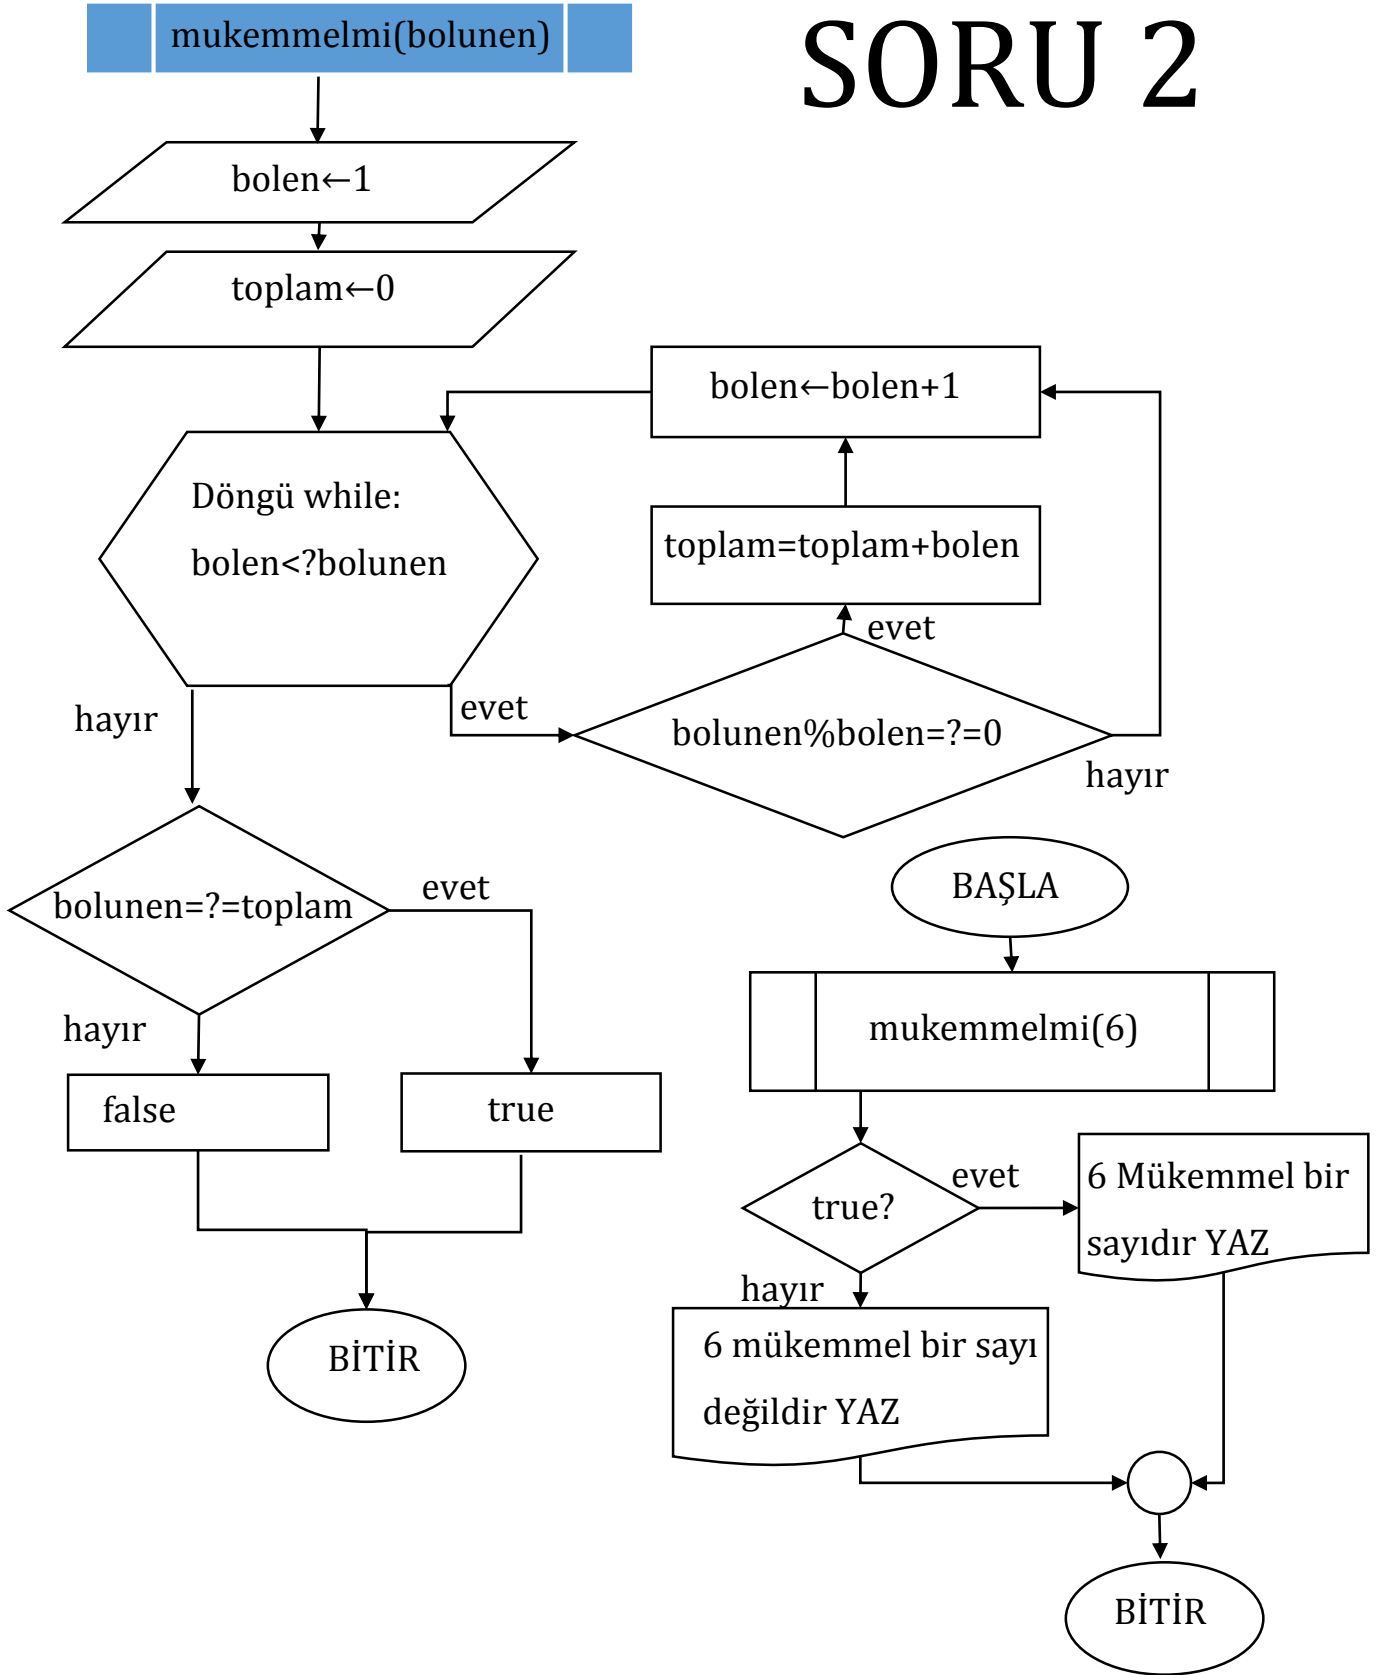 mukemmelmi(bolunen)
SORU 2
bolen←1
toplam←0
bolen←bolen+1
Döngü while:
bolen<?bolunen
toplam=toplam+bolen
evet
hayır
evet
bolunen%bolen=?=0
hayır
bolunen=?=toplam
evet
hayır
false
true
BİTİR
BAŞLA
mukemmelmi(6)
true?
evet
6 Mükemmel bir
sayıdır YAZ
hayır
6 mükemmel bir sayı
değildir YAZ
BİTİR